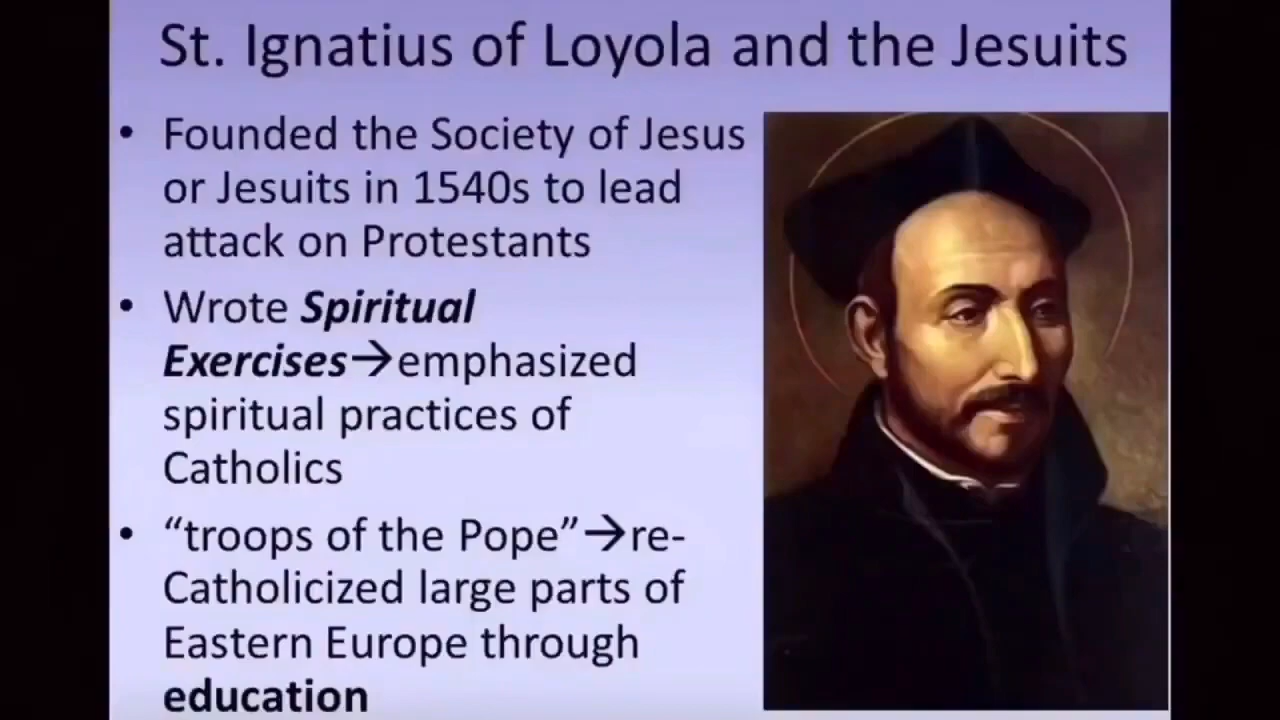 St. Ignatius of Loyola and the Jesuits
• Founded the Society of Jesus
or Jesuits in 1540s to lead
attack on Protestants
• Wrote Spiritual
Exercises→emphasized
spiritual practices of
Catholics
• “troops of the Pope”→re-
Catholicized large parts of
Eastern Europe through
education